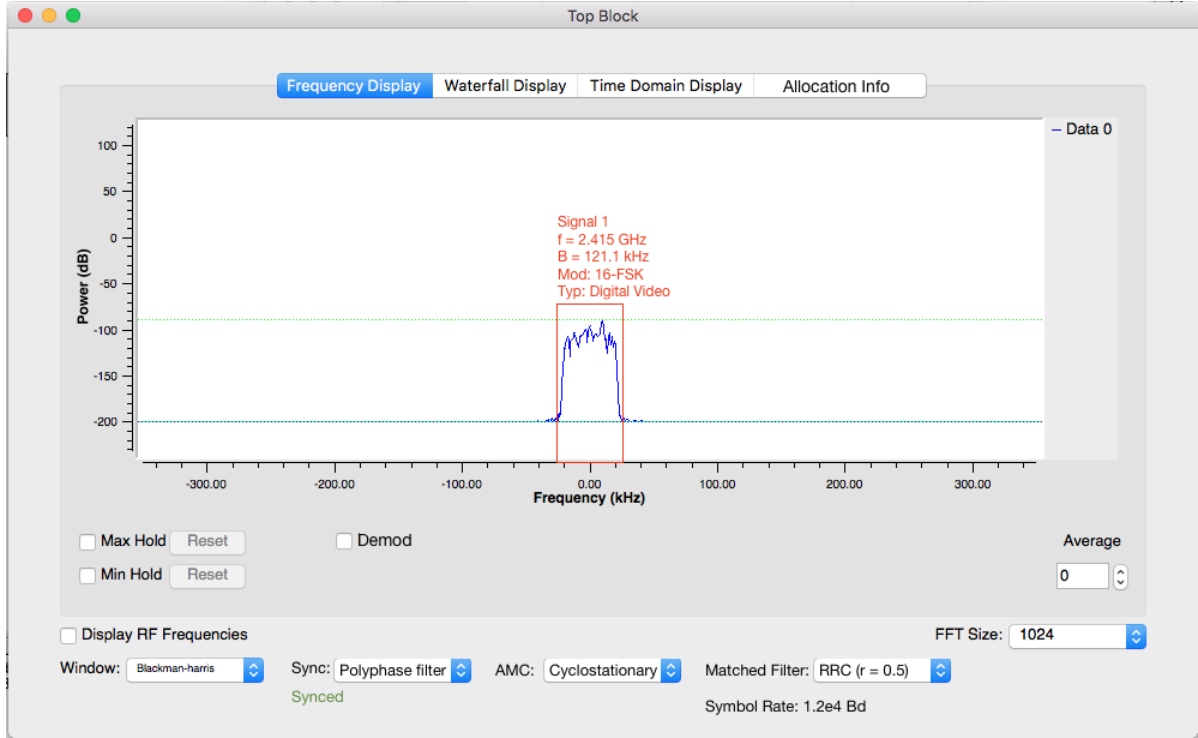 Top Block
Frequency Display Waterfall Display Time Domain Display Allocation Info
Data 0
100
50
0
-50
-100
-150
-200
Power (dB)
Signal 1
f = 2.415 GHz
B = 121.1 kHz
Mod: 16-FSK
Typ: Digital Video
-300.00 -200.00 -100.00 0.00 100.00 200.00 300.00
Frequency (kHz)
Max Hold Reset Demod Average
Min Hold Reset 0
Display RF Frequencies FFT Size: 1024
Window: Blackman-harris Sync: Polyphase filter AMC: Cyclostationary Matched Filter: RRC (r = 0.5)
Synced
Symbol Rate: 1.2e4 Bd